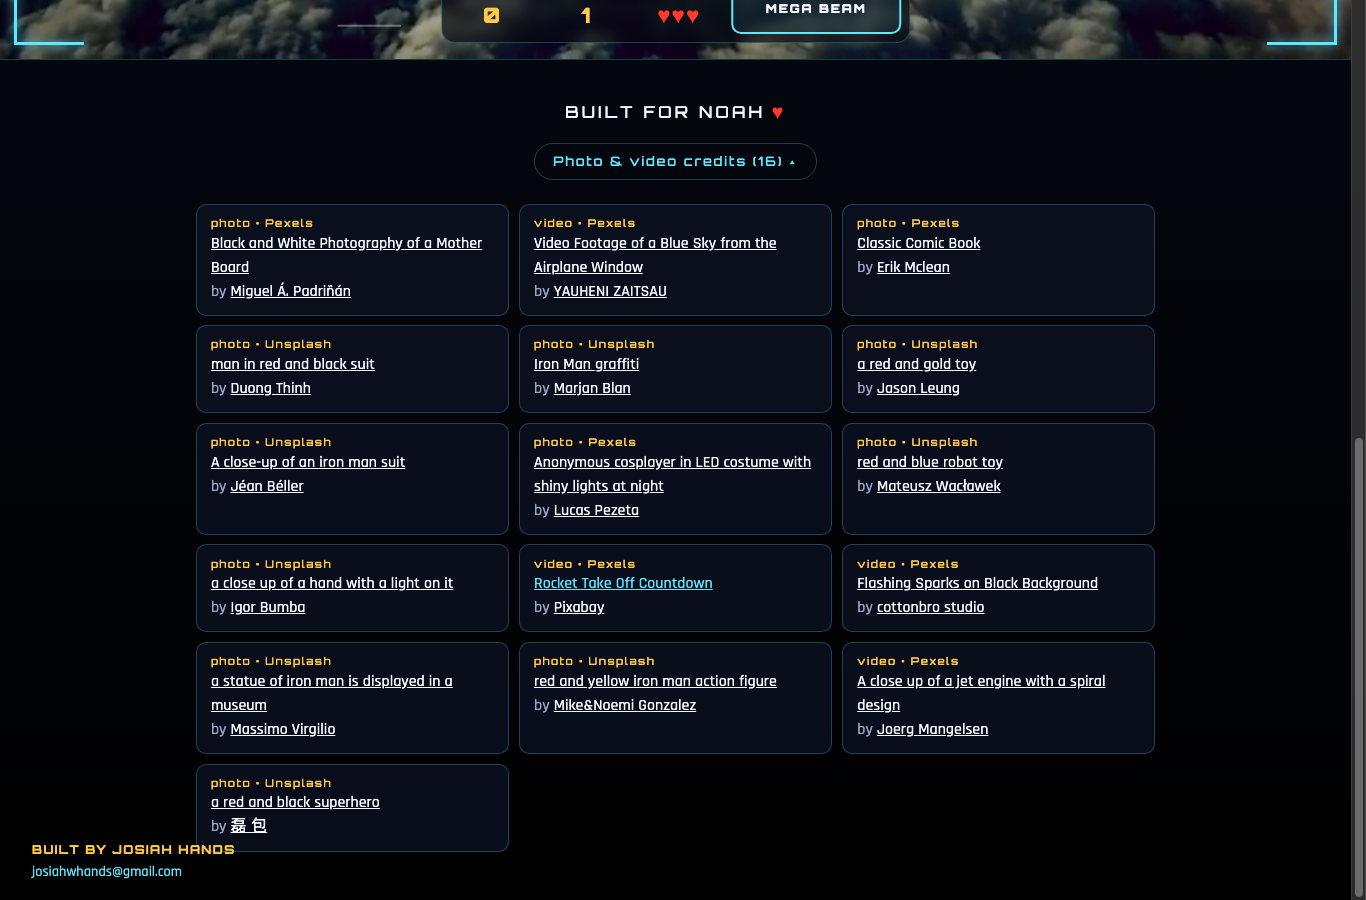 0 1 ♥♥♥ MEGA BEAM
BUILT FOR NOAH ♥
Photo & video credits (16) ▲
photo • Pexels
Black and White Photography of a Mother
Board
by Miguel Á. Padriñán
video • Pexels
Video Footage of a Blue Sky from the
Airplane Window
by YAUHENI ZAITSAU
photo • Pexels
Classic Comic Book
by Erik Mclean
photo • Unsplash
man in red and black suit
by Duong Thinh
photo • Unsplash
Iron Man graffiti
by Marjan Blan
photo • Unsplash
a red and gold toy
by Jason Leung
photo • Unsplash
A close-up of an iron man suit
by Jéan Béller
photo • Pexels
Anonymous cosplayer in LED costume with
shiny lights at night
by Lucas Pezeta
photo • Unsplash
red and blue robot toy
by Mateusz Wacławek
photo • Unsplash
a close up of a hand with a light on it
by Igor Bumba
video • Pexels
Rocket Take Off Countdown
by Pixabay
video • Pexels
Flashing Sparks on Black Background
by cottonbro studio
photo • Unsplash
a statue of iron man is displayed in a
museum
by Massimo Virgilio
photo • Unsplash
red and yellow iron man action figure
by Mike&Noemi Gonzalez
video • Pexels
A close up of a jet engine with a spiral
design
by Joerg Mangelsen
photo • Unsplash
a red and black superhero
by 磊 包
BUILT BY JOSIAH HANDS
josiahwhands@gmail.com